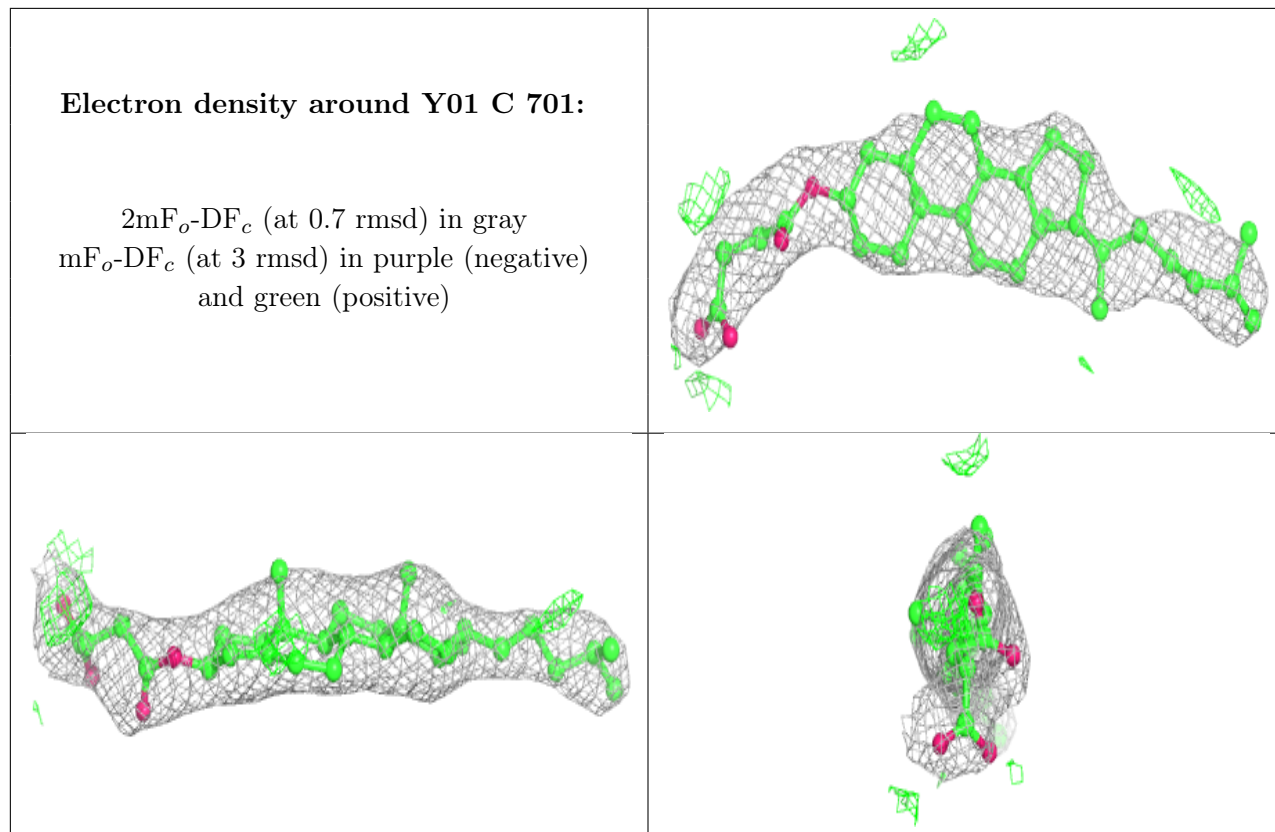 Electron density around Y01 C 701:
2mFₒ-DF𝒸 (at 0.7 rmsd) in gray
mFₒ-DF𝒸 (at 3 rmsd) in purple (negative)
and green (positive)